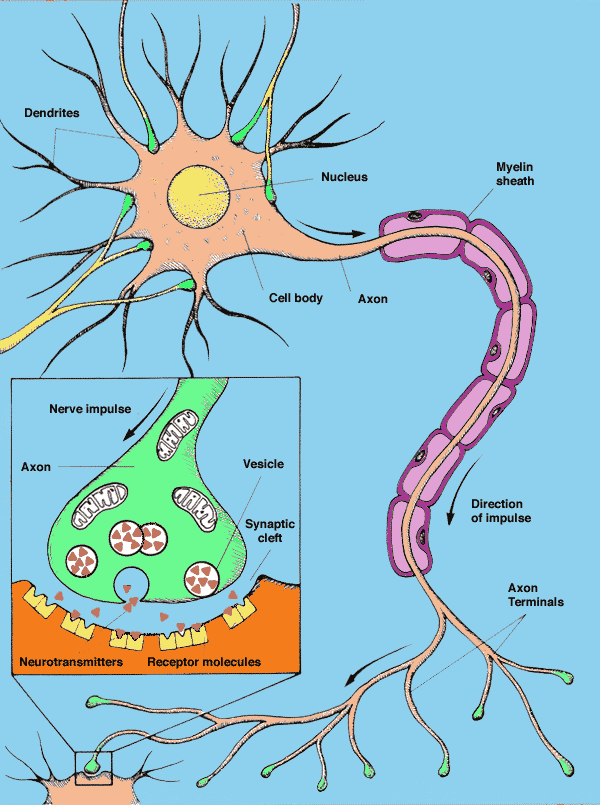 Dendrites
Nucleus
Myelin
sheath
Cell body
Axon
Nerve impulse
Axon
Vesicle
Synaptic
cleft
Direction
of impulse
Axon
Terminals
Neurotransmitters
Receptor molecules